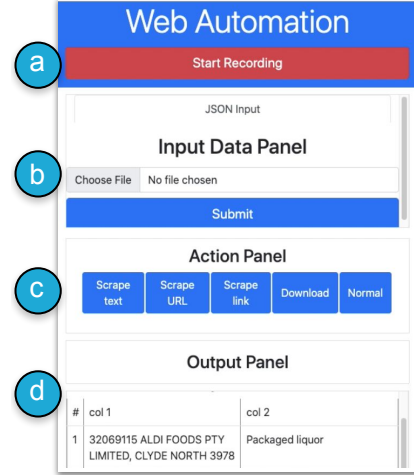 Web Automation
a
Start Recording
JSON Input
Input Data Panel
b
Choose File No file chosen
Submit
Action Panel
c
Scrape text
Scrape URL
Scrape link
Download
Normal
Output Panel
d
# col 1 col 2
1 32069115 ALDI FOODS PTY Packaged liquor
LIMITED, CLYDE NORTH 3978